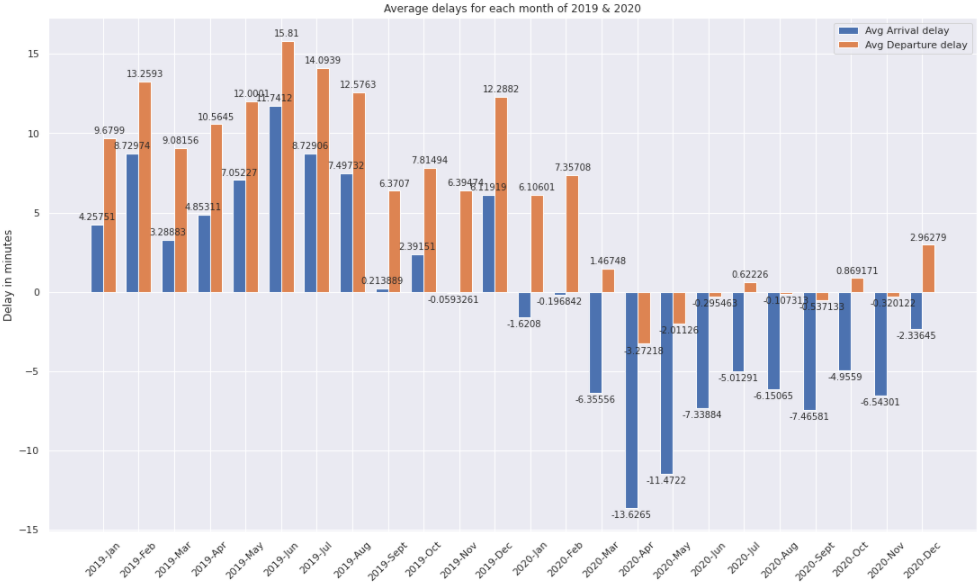 Average delays for each month of 2019 & 2020
Avg Arrival delay
Avg Departure delay
Delay in minutes
15
10
5
0
−5
−10
−15
4.25751
9.6799
8.72974
13.2593
3.28883
9.08156
4.85311
10.5645
7.05227
12.0001
11.7412
15.81
8.72906
14.0939
7.49732
12.5763
0.213889
6.3707
2.39151
7.81494
-0.0593261
6.39474
6.11919
12.2882
-1.6208
6.10601
-0.196842
7.35708
-6.35556
1.46748
-13.6265
-3.27218
-11.4722
-2.01126
-7.33884
-0.295463
-5.01291
0.62226
-6.15065
-0.107313
-7.46581
-0.537133
-4.9559
0.869171
-6.54301
-0.320122
-2.33645
2.96279
2019-Jan
2019-Feb
2019-Mar
2019-Apr
2019-May
2019-Jun
2019-Jul
2019-Aug
2019-Sept
2019-Oct
2019-Nov
2019-Dec
2020-Jan
2020-Feb
2020-Mar
2020-Apr
2020-May
2020-Jun
2020-Jul
2020-Aug
2020-Sept
2020-Oct
2020-Nov
2020-Dec